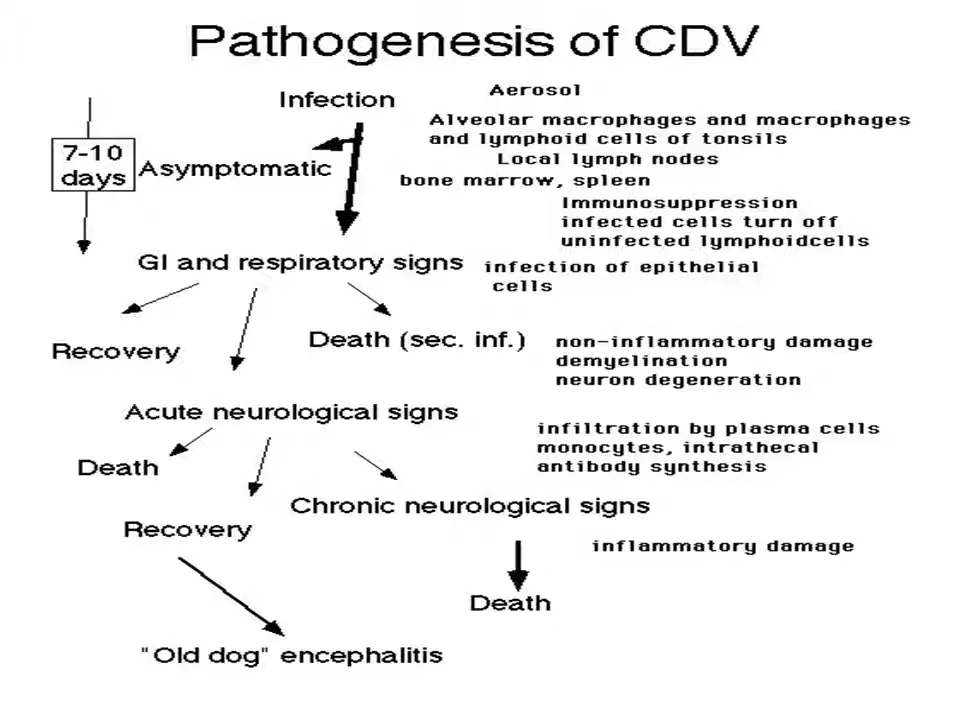 Pathogenesis of CDV
Infection
Aerosol
Alveolar macrophages and macrophages
and lymphoid cells of tonsils
Local lymph nodes
bone marrow, spleen
7-10
days
Asymptomatic
Immunosuppression
infected cells turn off
uninfected lymphoidcells
GI and respiratory signs
infection of epithelial
cells
Recovery
Death (sec. inf.)
non-inflammatory damage
demyelination
neuron degeneration
Acute neurological signs
infiltration by plasma cells
monocytes, intrathecal
antibody synthesis
Death
Chronic neurological signs
Recovery
inflammatory damage
Death
"Old dog" encephalitis